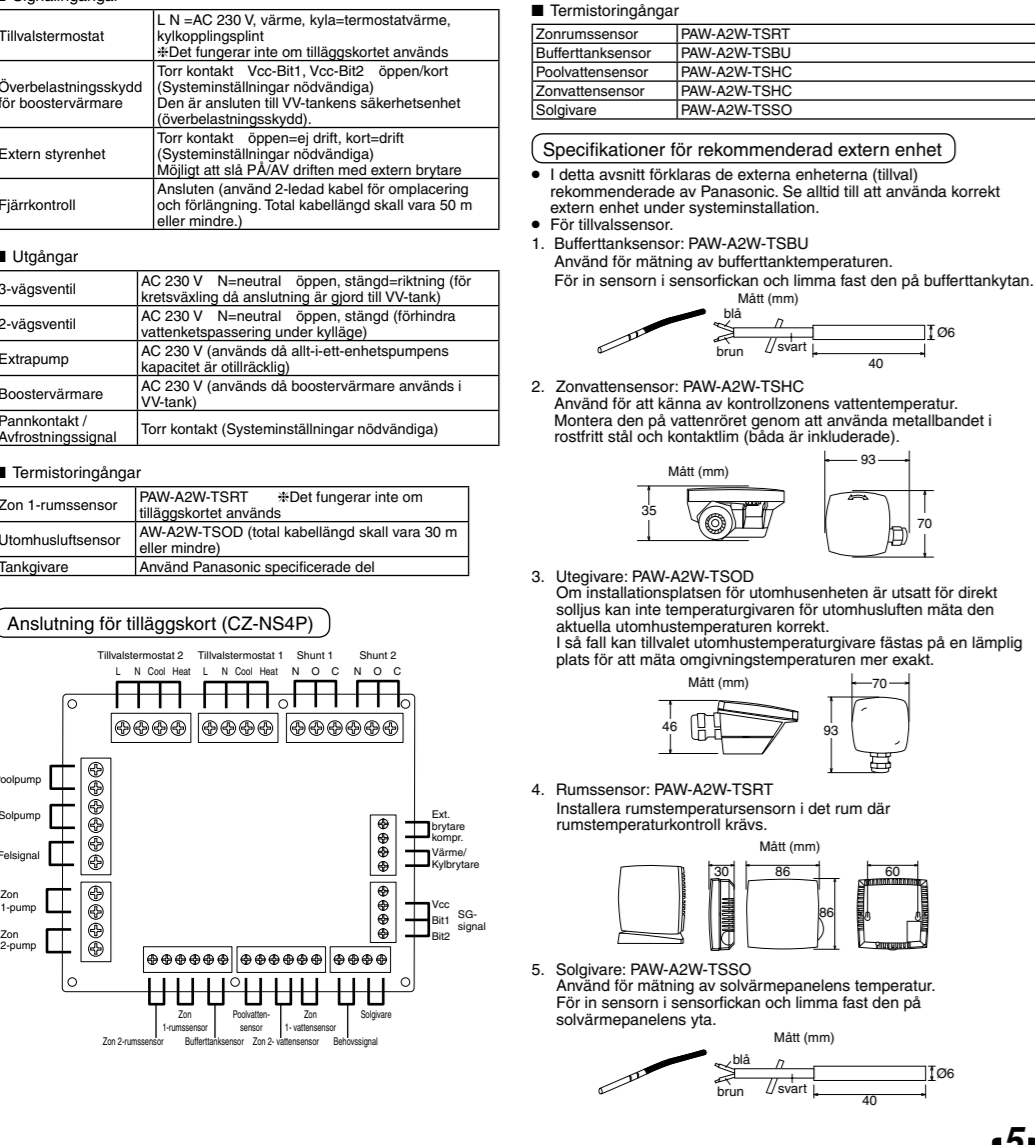 Tillvalstermostat
L N =AC 230 V, värme, kyla=termostatvärme,
kylkopplingsplint
❉Det fungerar inte om tilläggskortet används
Överbelastningsskydd
för boostervärmare
Torr kontakt Vcc-Bit1, Vcc-Bit2 öppen/kort
(Systeminställningar nödvändiga)
Den är ansluten till VV-tankens säkerhetsenhet
(överbelastningsskydd).
Extern styrenhet
Torr kontakt öppen=ej drift, kort=drift
(Systeminställningar nödvändiga)
Möjligt att slå PÅ/AV driften med extern brytare
Fjärrkontroll
Ansluten (använd 2-ledad kabel för omplacering
och förlängning. Total kabellängd skall vara 50 m
eller mindre.)
■ Utgångar
3-vägsventil
AC 230 V N=neutral öppen, stängd=riktning (för
kretsväxling då anslutning är gjord till VV-tank)
2-vägsventil
AC 230 V N=neutral öppen, stängd (förhindra
vattenketspassering under kylläge)
Extrapump
AC 230 V (används då allt-i-ett-enhetspumpens
kapacitet är otillräcklig)
Boostervärmare
AC 230 V (används då boostervärmare används i
VV-tank)
Pannkontakt /
Avfrostningssignal
Torr kontakt (Systeminställningar nödvändiga)
■ Termistoringångar
Zon 1-rumssensor
PAW-A2W-TSRT ❉Det fungerar inte om
tilläggskortet används
Utomhusluftsensor
AW-A2W-TSOD (total kabellängd skall vara 30 m
eller mindre)
Tankgivare
Använd Panasonic specificerade del
Anslutning för tilläggskort (CZ-NS4P)
Tillvalstermostat 2 Tillvalstermostat 1 Shunt 1 Shunt 2
L N Cool Heat L N Cool Heat N O C N O C
oolpump
Solpump
Felsignal
Zon
1-pump
Zon
2-pump
Ext.
brytare
kompr.
Värme/
Kylbrytare
Vcc
Bit1
Bit2
SG-
signal
Zon
1-rumssensor
Poolvatten-
sensor
Zon
1- vattensensor
Solgivare
Zon 2-rumssensor Bufferttanksensor Zon 2- vattensensor Behovssignal
■ Termistoringångar
Zonrumssensor PAW-A2W-TSRT
Bufferttanksensor PAW-A2W-TSBU
Poolvattensensor PAW-A2W-TSHC
Zonvattensensor PAW-A2W-TSHC
Solgivare PAW-A2W-TSSO
Specifikationer för rekommenderad extern enhet
● I detta avsnitt förklaras de externa enheterna (tillval)
rekommenderade av Panasonic. Se alltid till att använda korrekt
extern enhet under systeminstallation.
● För tillvalssensor.
1. Bufferttanksensor: PAW-A2W-TSBU
Använd för mätning av bufferttanktemperaturen.
För in sensorn i sensorfickan och limma fast den på bufferttankytan.
Mått (mm)
blå
brun
svart
Ø6
40
2. Zonvattensensor: PAW-A2W-TSHC
Använd för att känna av kontrollzonens vattentemperatur.
Montera den på vattenröret genom att använda metallbandet i
rostfritt stål och kontaktlim (båda är inkluderade).
Mått (mm)
93
35
70
3. Utegivare: PAW-A2W-TSOD
Om installationsplatsen för utomhusenheten är utsatt för direkt
solljus kan inte temperaturgivaren för utomhusluften mäta den
aktuella utomhustemperaturen korrekt.
I så fall kan tillvalet utomhustemperaturgivare fästas på en lämplig
plats för att mäta omgivningstemperaturen mer exakt.
Mått (mm)
70
46
93
4. Rumssensor: PAW-A2W-TSRT
Installera rumstemperatursensorn i det rum där
rumstemperaturkontroll krävs.
Mått (mm)
30
86
60
86
5. Solgivare: PAW-A2W-TSSO
Använd för mätning av solvärmepanelens temperatur.
För in sensorn i sensorfickan och limma fast den på
solvärmepanelens yta.
Mått (mm)
blå
brun
svart
Ø6
40